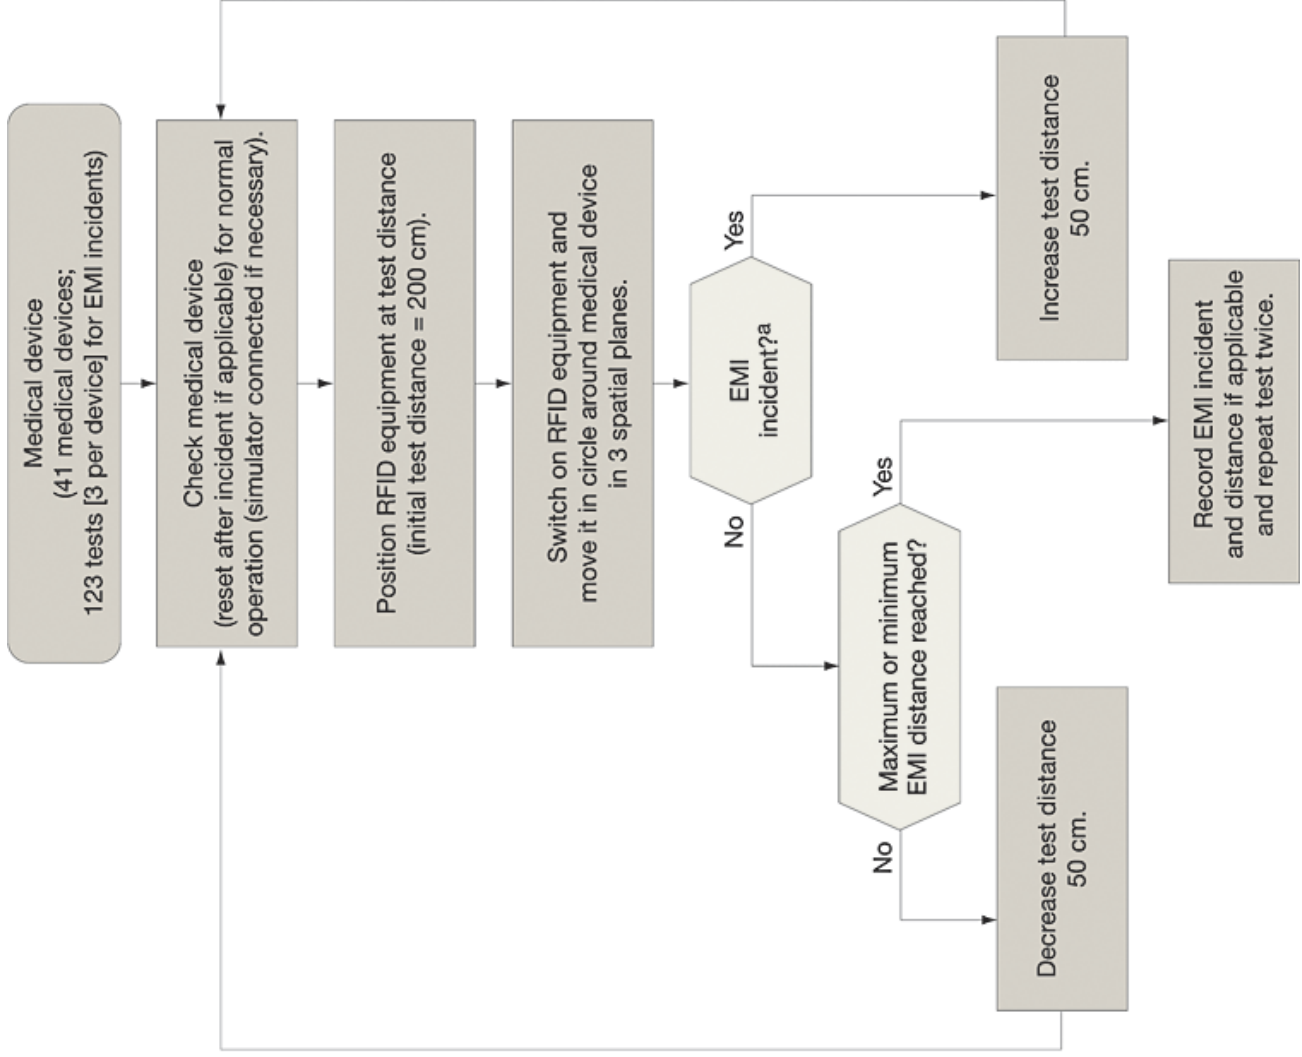 Medical device
(41 medical devices;
123 tests [3 per device] for EMI incidents)
Check medical device
(reset after incident if applicable) for normal
operation (simulator connected if necessary).
Position RFID equipment at test distance
(initial test distance = 200 cm).
Switch on RFID equipment and
move it in circle around medical device
in 3 spatial planes.
EMI
incident?a
No
Yes
Maximum or minimum
EMI distance reached?
No
Yes
Decrease test distance
50 cm.
Increase test distance
50 cm.
Record EMI incident
and distance if applicable
and repeat test twice.